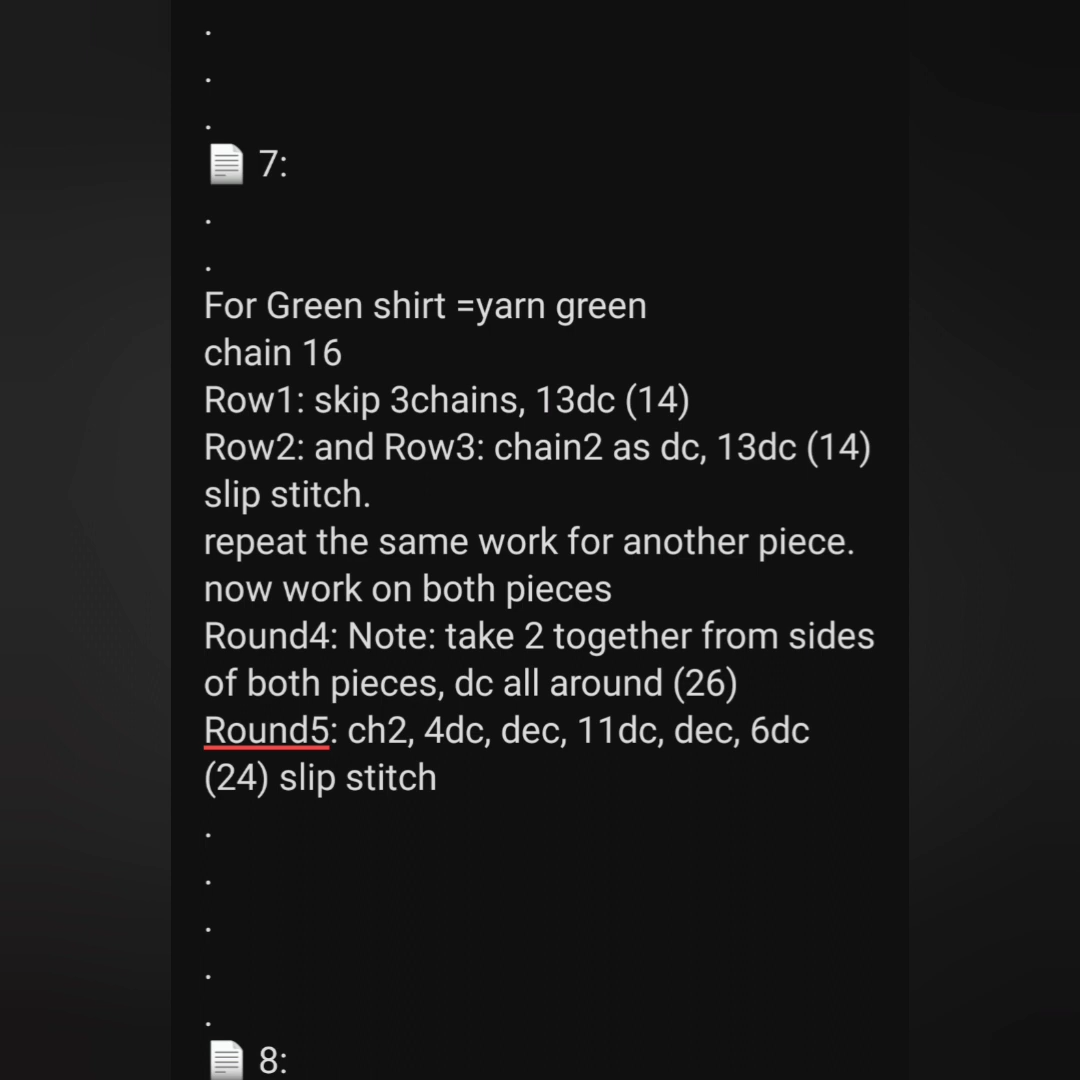 .
.
.
📄 7:
.
.
For Green shirt =yarn green
chain 16
Row1: skip 3chains, 13dc (14)
Row2: and Row3: chain2 as dc, 13dc (14)
slip stitch.
repeat the same work for another piece.
now work on both pieces
Round4: Note: take 2 together from sides
of both pieces, dc all around (26)
Round5: ch2, 4dc, dec, 11dc, dec, 6dc
(24) slip stitch
.
.
.
.
.
📄 8: